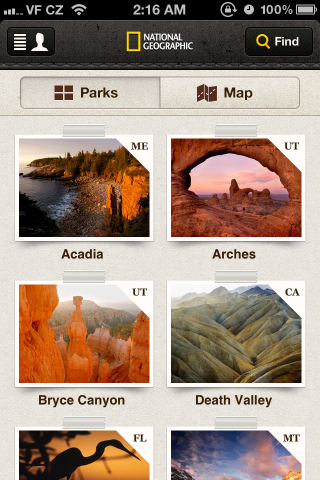 VF CZ 2:16 AM 100%
NATIONAL
GEOGRAPHIC
Find
Parks Map
ME UT
Acadia Arches
UT CA
Bryce Canyon Death Valley
FL MT